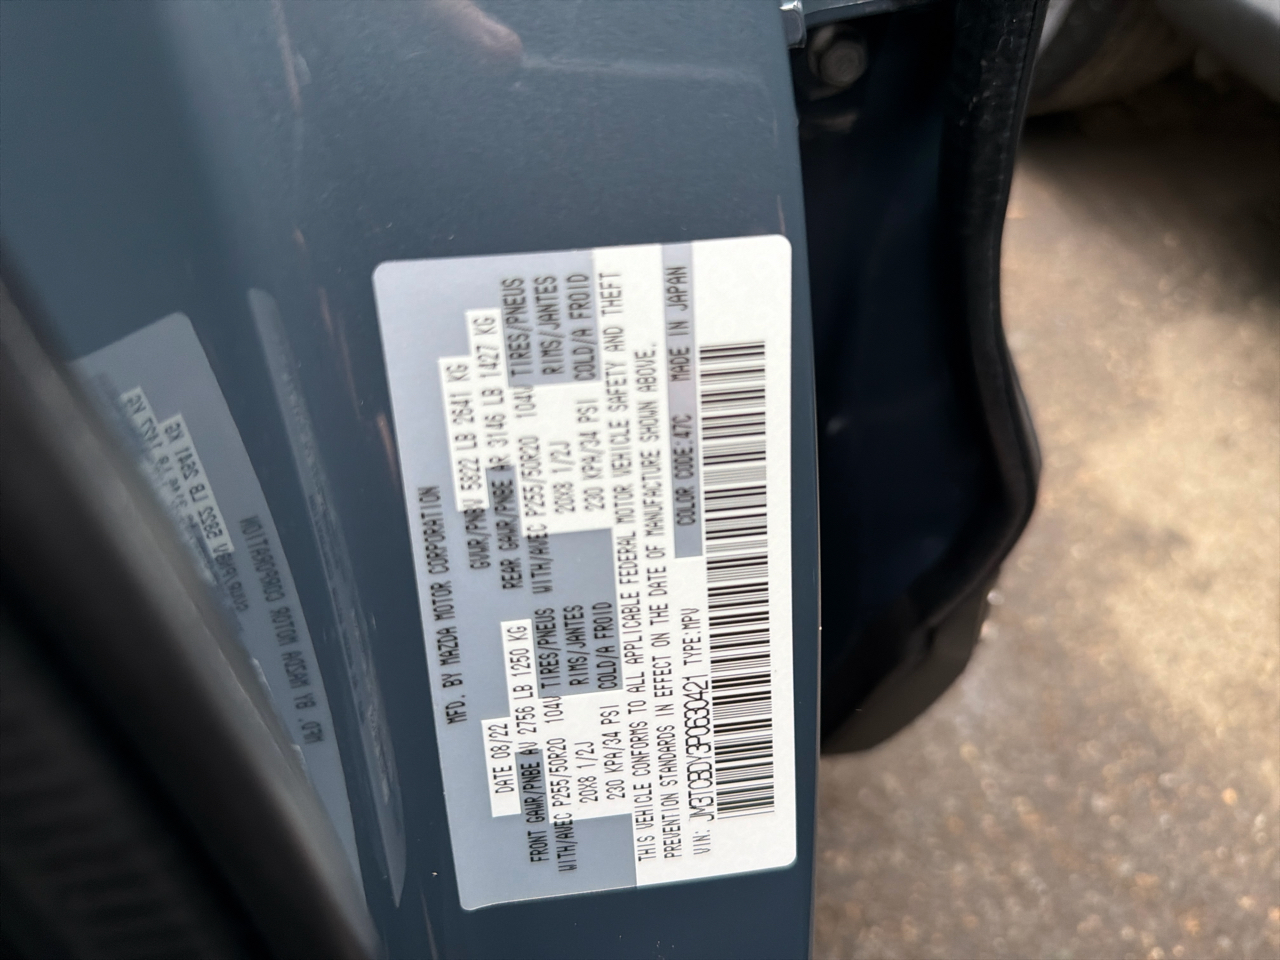 MFD. BY MAZDA MOTOR CORPORATION
DATE 08/22 GVWR/PNBV 5822 LB 2641 KG
FRONT GAWR/PNBE AV 2756 LB 1250 KG REAR GAWR/PNBE AR 3146 LB 1427 KG
WITH/AVEC P255/50R20 104V TIRES/PNEUS WITH/AVEC P255/50R20 104V TIRES/PNEUS
20X8 1/2J RIMS/JANTES 20X8 1/2J RIMS/JANTES
230 KPA/34 PSI COLD/A FROID 230 KPA/34 PSI COLD/A FROID
THIS VEHICLE CONFORMS TO ALL APPLICABLE FEDERAL MOTOR VEHICLE SAFETY AND THEFT
PREVENTION STANDARDS IN EFFECT ON THE DATE OF MANUFACTURE SHOWN ABOVE.
VIN: JM3TCBDY3P0630421 TYPE:MPV COLOR CODE:47C MADE IN JAPAN